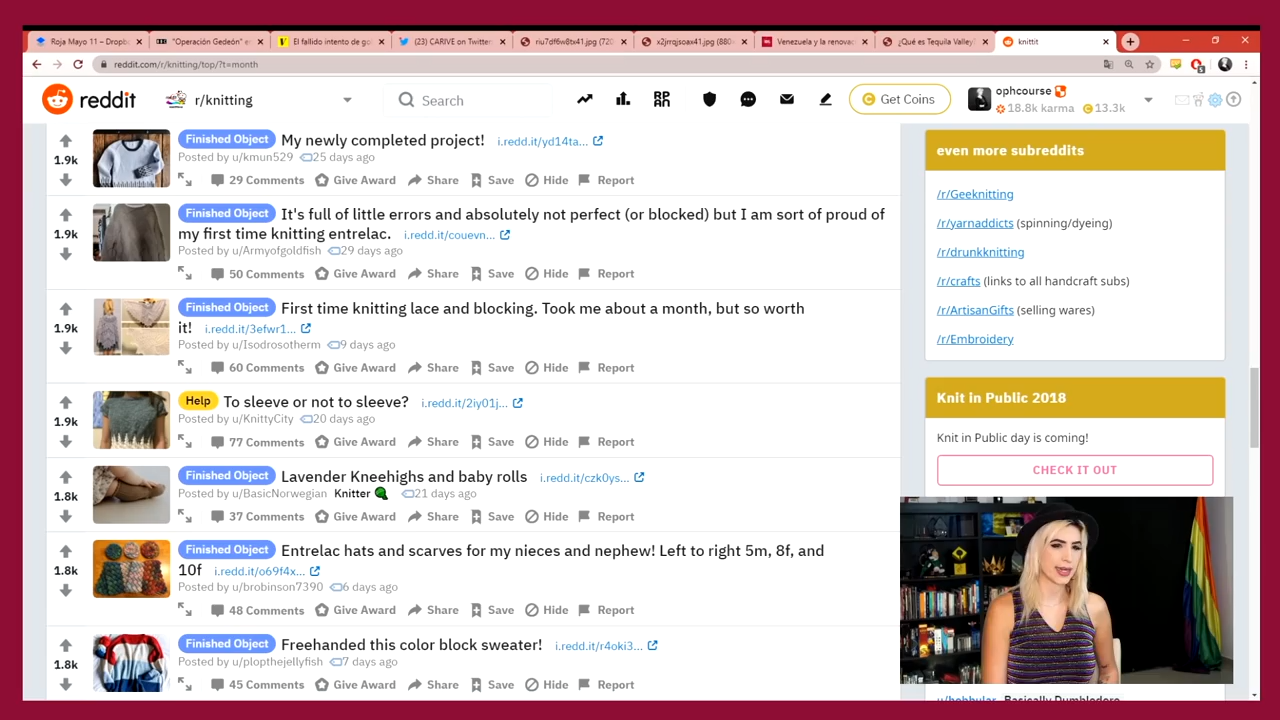 Roja Mayo 11 – Dropb
"Operación Gedeón" e
El fallido intento de go
(23) CARIVE on Twitter
riu7dff6w8tx41.jpg (720
x2jrrqjsoax41.jpg (880
Venezuela y la renovac
¿Qué es Tequila Valley?
knittit
reddit.com/r/knitting/top/?t=month
reddit
r/knitting
Search
Get Coins
ophcourse
18.8k karma
13.3k
1.9k
Finished Object My newly completed project! i.redd.it/yd14ta...
Posted by u/kmun529 25 days ago
29 Comments Give Award Share Save Hide Report
1.9k
Finished Object It's full of little errors and absolutely not perfect (or blocked) but I am sort of proud of
my first time knitting entrelac. i.redd.it/couevn...
Posted by u/Armyofgoldfish 29 days ago
50 Comments Give Award Share Save Hide Report
1.9k
Finished Object First time knitting lace and blocking. Took me about a month, but so worth
it! i.redd.it/3efwr1...
Posted by u/Isodrosotherm 9 days ago
60 Comments Give Award Share Save Hide Report
1.9k
Help To sleeve or not to sleeve? i.redd.it/2iy01j...
Posted by u/KnittyCity 20 days ago
77 Comments Give Award Share Save Hide Report
1.8k
Finished Object Lavender Kneehighs and baby rolls i.redd.it/czk0ys...
Posted by u/BasicNorwegian Knitter 21 days ago
37 Comments Give Award Share Save Hide Report
1.8k
Finished Object Entrelac hats and scarves for my nieces and nephew! Left to right 5m, 8f, and
10f i.redd.it/o69f4x...
Posted by u/brobinson7390 6 days ago
48 Comments Give Award Share Save Hide Report
1.8k
Finished Object Freehanded this color block sweater! i.redd.it/r4oki3...
Posted by u/plopthejellyfish 7 days ago
45 Comments Give Award Share Save Hide Report
even more subreddits
/r/Geeknitting
/r/yarnaddicts (spinning/dyeing)
/r/drunkknitting
/r/crafts (links to all handcraft subs)
/r/ArtisanGifts (selling wares)
/r/Embroidery
Knit in Public 2018
Knit in Public day is coming!
CHECK IT OUT